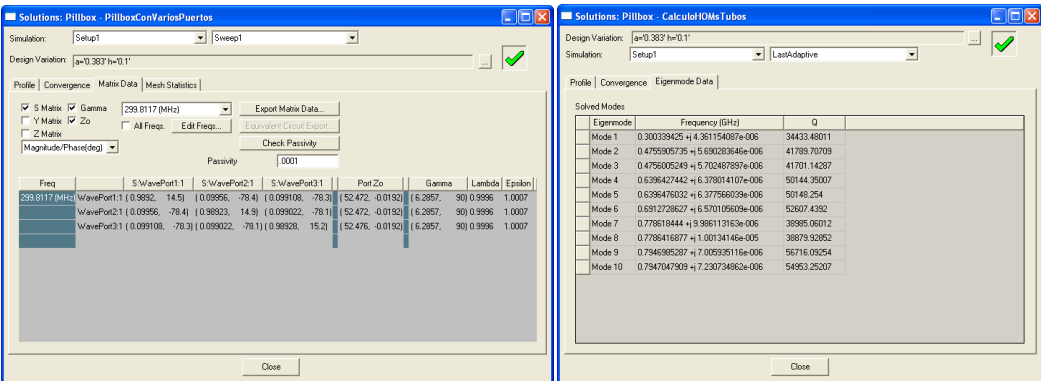 Solutions: Pillbox - PillboxConVariosPuertos
Simulation: Setup1 Sweep1
Design Variation: a='0.383' h='0.1' ...
Profile Convergence Matrix Data Mesh Statistics
S Matrix Gamma 299.8117 (MHz) Export Matrix Data...
Y Matrix Zo All Freqs. Edit Freqs... Equivalent Circuit Export...
Z Matrix Check Passivity
Magnitude/Phase(deg) Passivity .0001
Freq S:WavePort1:1 S:WavePort2:1 S:WavePort3:1 Port Zo Gamma Lambda Epsilon
299.8117 (MHz) WavePort1:1 ( 0.9892, 14.5) ( 0.09956, -78.4) ( 0.099108, -78.3) ( 52.472, -0.0192) ( 6.2857, 90) 0.9996 1.0007
WavePort2:1 ( 0.09956, -78.4) ( 0.98923, 14.9) ( 0.099022, -78.1) ( 52.472, -0.0192) ( 6.2857, 90) 0.9996 1.0007
WavePort3:1 ( 0.099108, -78.3) ( 0.099022, -78.1) ( 0.98928, 15.2) ( 52.476, -0.0192) ( 6.2857, 90) 0.9996 1.0007
Close
Solutions: Pillbox - CalculoHOMsTubos
Design Variation: a='0.383' h='0.1' ...
Simulation: Setup1 LastAdaptive
Profile Convergence Eigenmode Data
Solved Modes
Eigenmode Frequency (GHz) Q
Mode 1 0.300339425 +j 4.361154087e-006 34433.48011
Mode 2 0.4755905735 +j 5.690283646e-006 41789.70709
Mode 3 0.4756005249 +j 5.702487897e-006 41701.14287
Mode 4 0.6396427442 +j 6.378014107e-006 50144.35007
Mode 5 0.6396476032 +j 6.377566039e-006 50148.254
Mode 6 0.6912728627 +j 6.570105609e-006 52607.4392
Mode 7 0.778618444 +j 9.986113163e-006 38985.06012
Mode 8 0.7786416877 +j 1.00134146e-005 38879.92852
Mode 9 0.7946985287 +j 7.005935116e-006 56716.09254
Mode 10 0.7947047909 +j 7.230734862e-006 54953.25207
Close